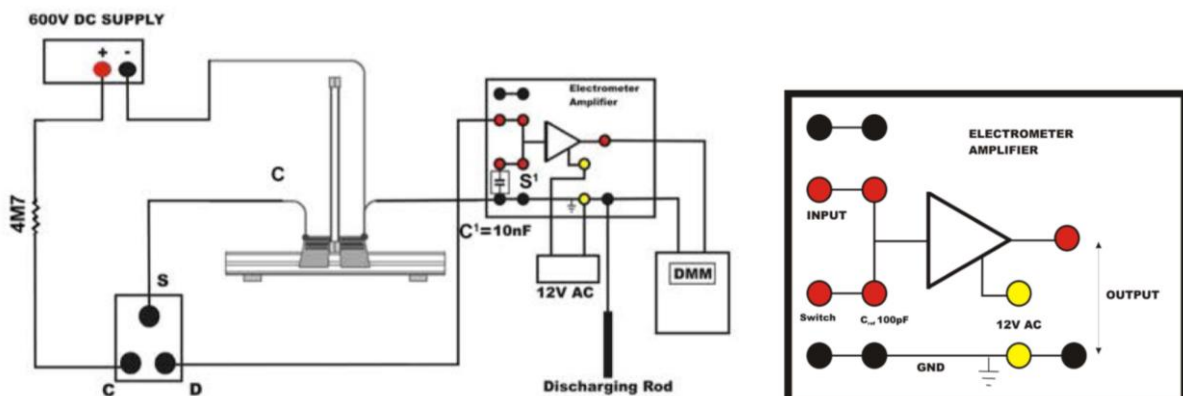 600V DC SUPPLY
+ -
4M7
C
S
C D
Electrometer
Amplifier
S¹
C¹=10nF
12V AC
DMM
Discharging Rod
ELECTROMETER
AMPLIFIER
INPUT
Switch
C_ref 100pF
12V AC
OUTPUT
GND